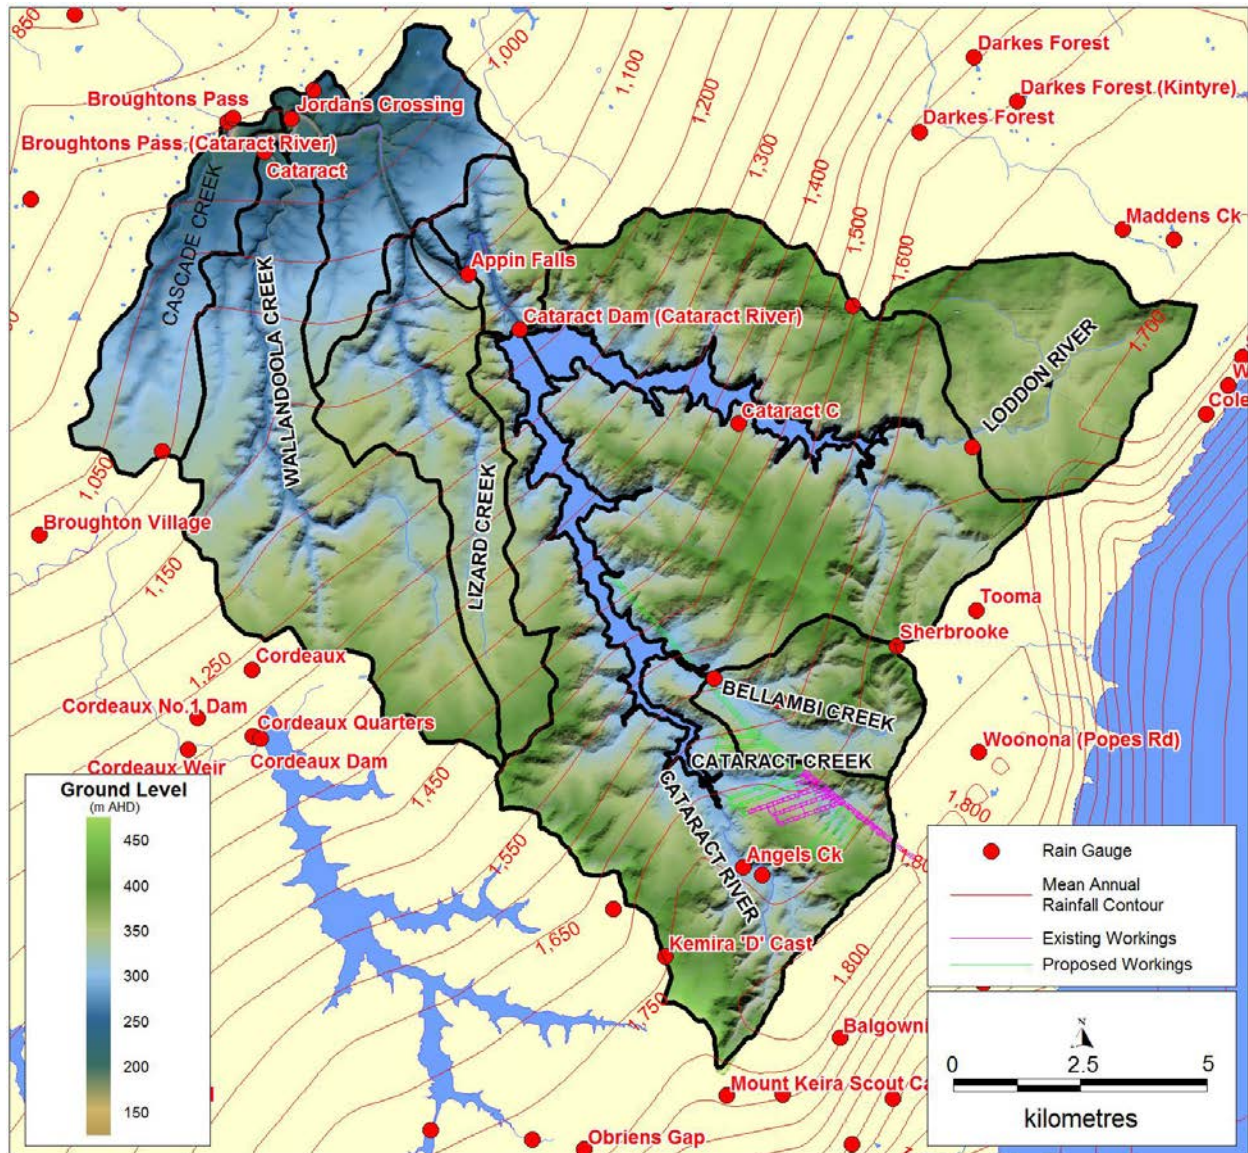 850
1,000
1,100
1,200
1,300
1,400
1,500
1,600
1,700
Darkes Forest
Darkes Forest (Kintyre)
Darkes Forest
Broughtons Pass
Jordans Crossing
Broughtons Pass (Cataract River)
Cataract
CASCADE CREEK
Maddens Ck
Appin Falls
Cataract Dam (Cataract River)
WALLANDOOLA CREEK
LODDON RIVER
W
Cole
Cataract C
1,050
LIZARD CREEK
Broughton Village
1,150
Tooma
Sherbrooke
1,250
Cordeaux
BELLAMBI CREEK
Cordeaux No.1 Dam
Cordeaux Quarters
Woonona (Popes Rd)
Cordeaux Weir
Cordeaux Dam
CATARACT CREEK
1,450
CATARACT RIVER
1,800
1,550
Angels Ck
1,80
1,650
Kemira 'D' Cast
1,800
1,750
Balgowni
Mount Keira Scout Ca
Obriens Gap
Ground Level
(m AHD)
450
400
350
300
250
200
150
Rain Gauge
Mean Annual
Rainfall Contour
Existing Workings
Proposed Workings
N
0 2.5 5
kilometres